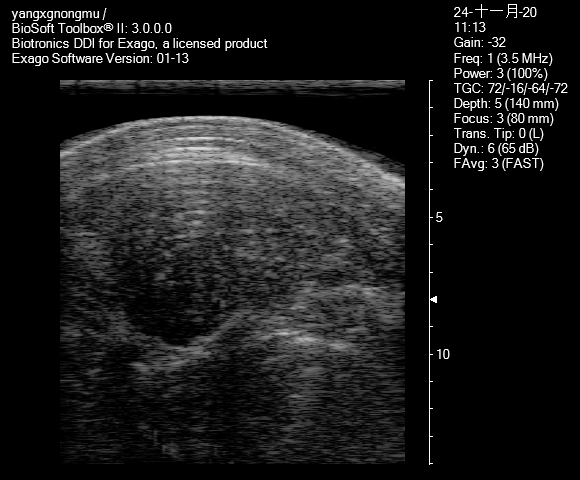 yangxgnongmu /
BioSoft Toolbox® II: 3.0.0.0
Biotronics DDI for Exago, a licensed product
Exago Software Version: 01-13
24-十一月-20
11:13
Gain: -32
Freq: 1 (3.5 MHz)
Power: 3 (100%)
TGC: 72/-16/-64/-72
Depth: 5 (140 mm)
Focus: 3 (80 mm)
Trans. Tip: 0 (L)
Dyn.: 6 (65 dB)
FAvg: 3 (FAST)
5
10